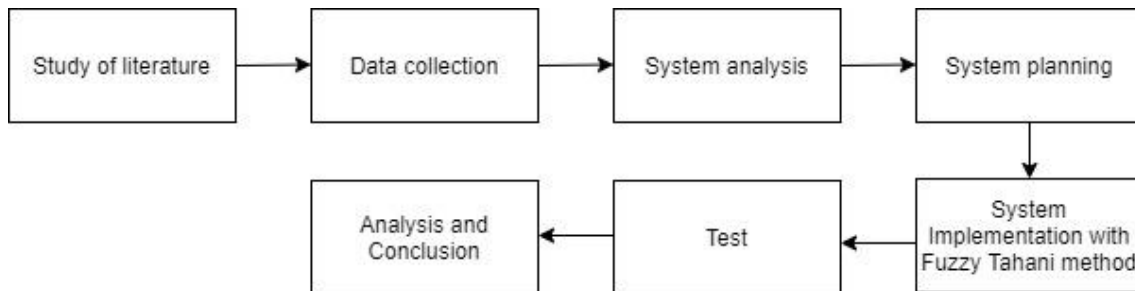 Study of literature
Data collection
System analysis
System planning
System
Implementation with
Fuzzy Tahani method
Test
Analysis and
Conclusion